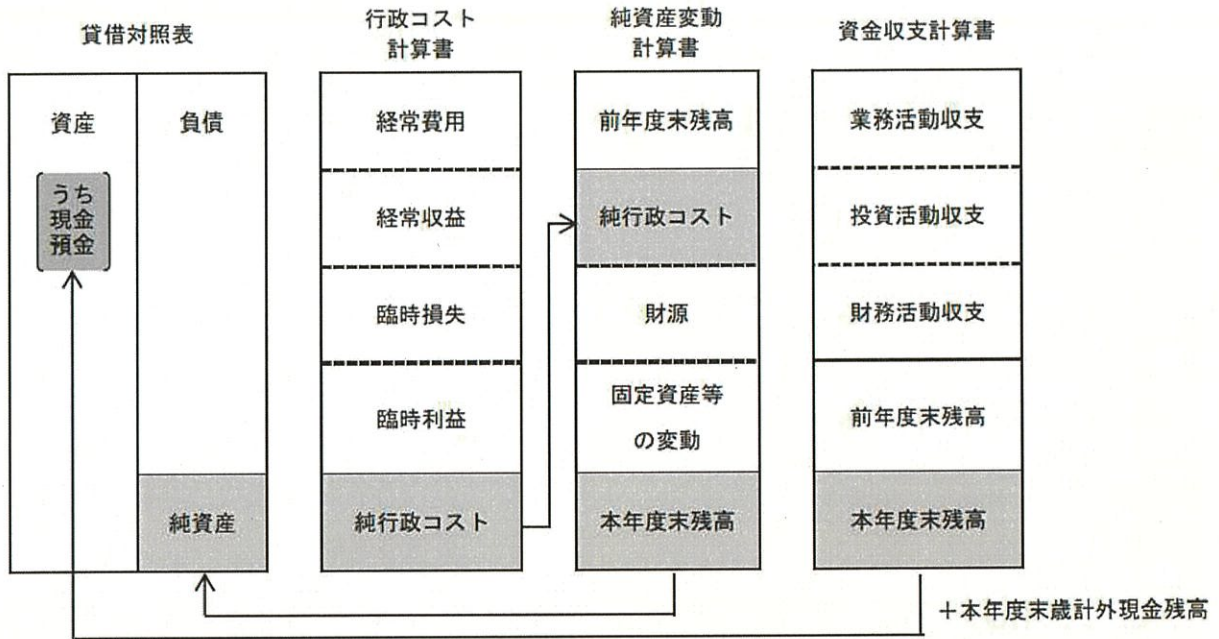 貸借対照表
資産
負債
うち
現金
預金
純資産
行政コスト
計算書
経常費用
経常収益
臨時損失
臨時利益
純行政コスト
純資産変動
計算書
前年度末残高
純行政コスト
財源
固定資産等
の変動
本年度末残高
資金収支計算書
業務活動収支
投資活動収支
財務活動収支
前年度末残高
本年度末残高
＋本年度末歳計外現金残高